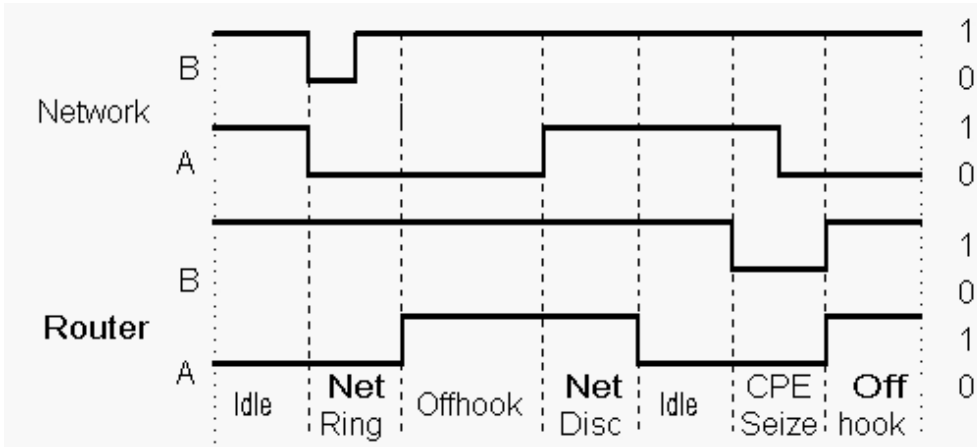 1
B
0
Network
1
A
0
1
B
0
Router
1
A
0
Idle
Net
Ring
Offhook
Net
Disc
Idle
CPE
Seize
Off
hook